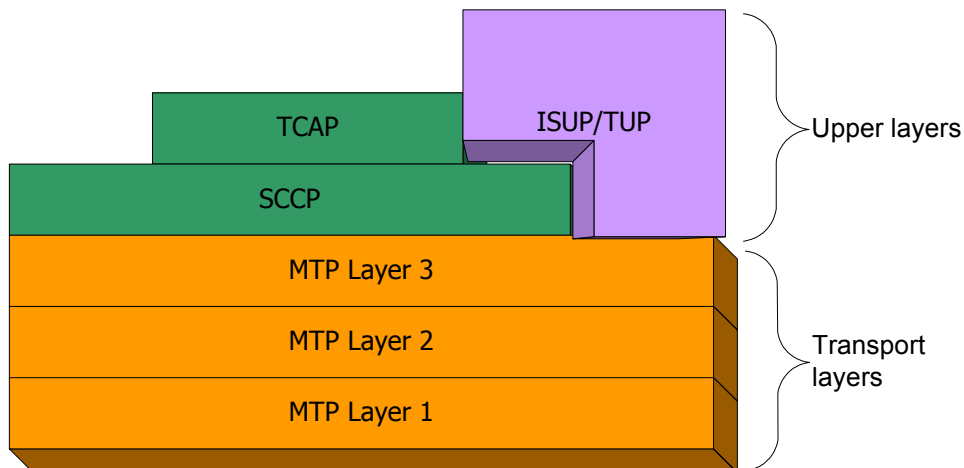 TCAP
ISUP/TUP
Upper layers
SCCP
MTP Layer 3
MTP Layer 2
Transport
layers
MTP Layer 1